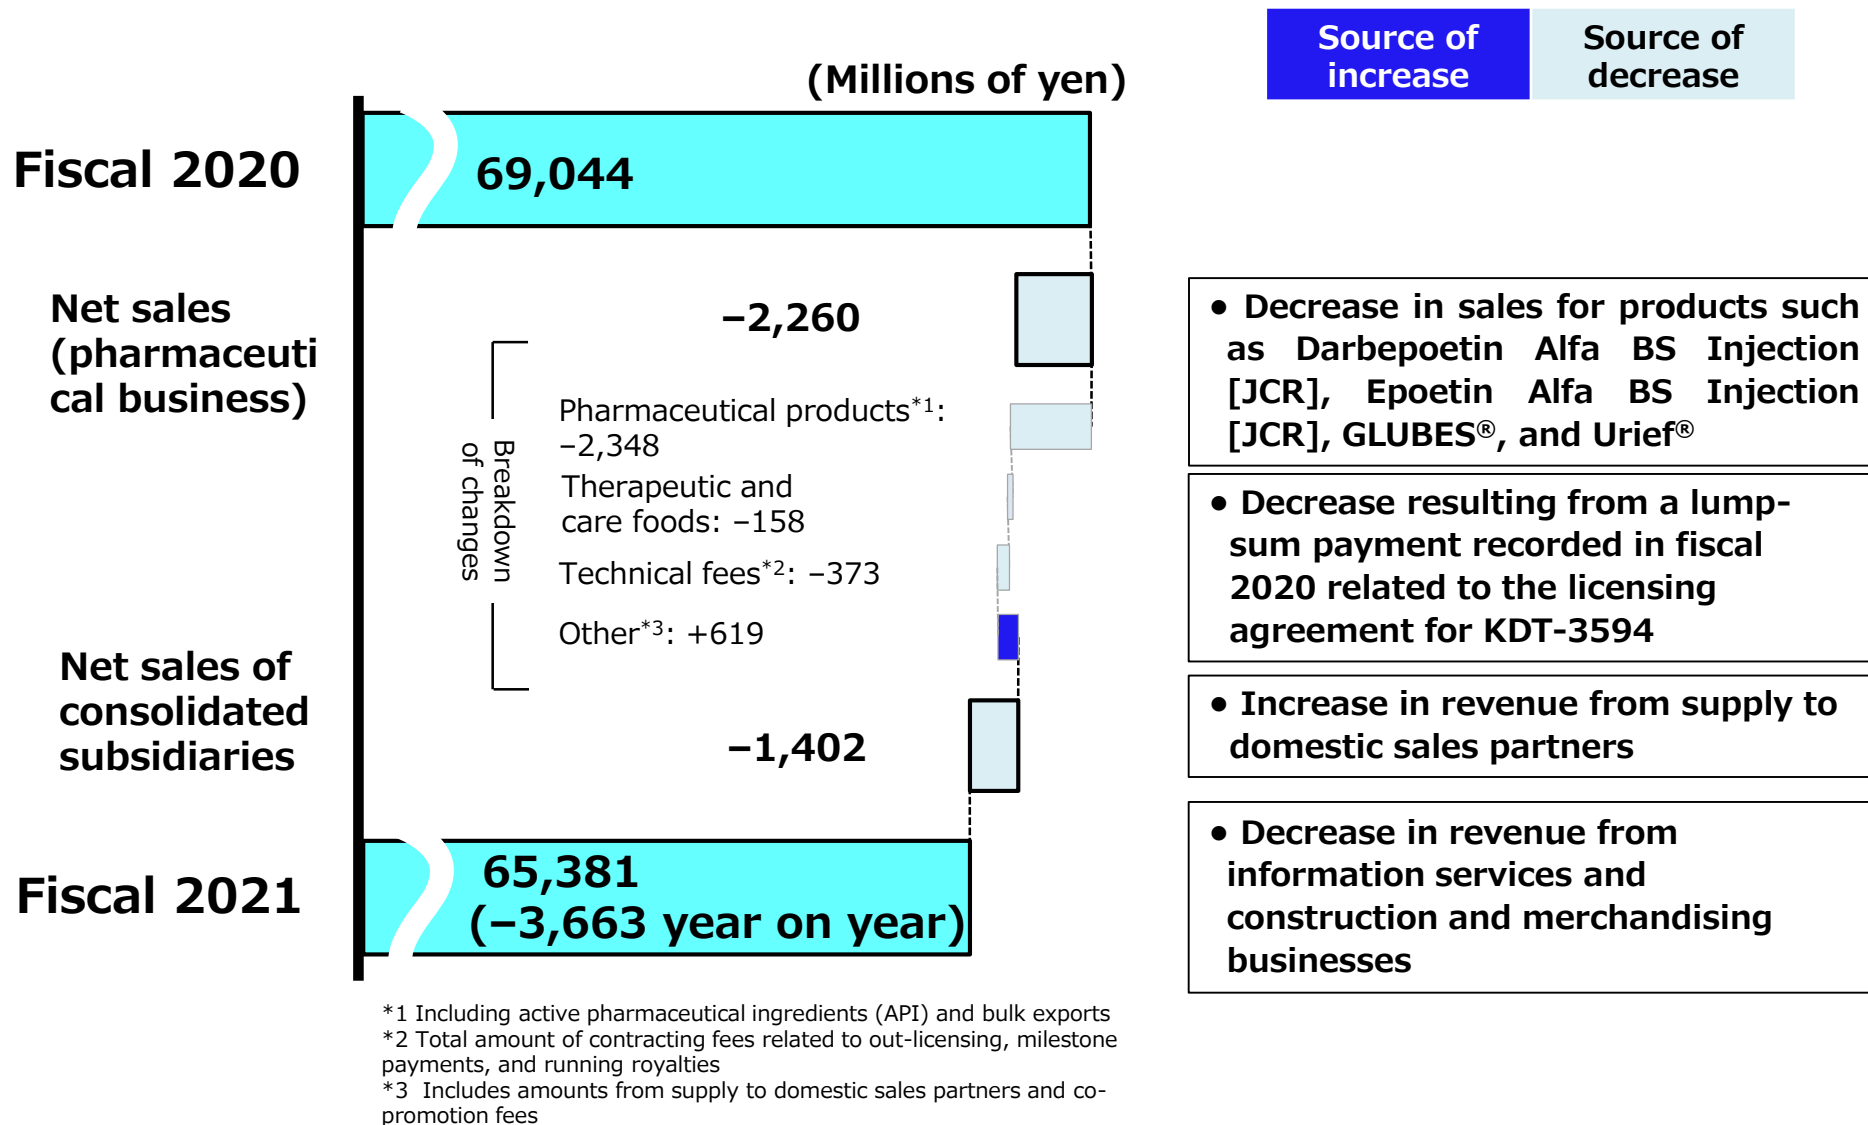 Source of
increase
Source of
decrease
(Millions of yen)
Fiscal 2020
69,044
Net sales
(pharmaceuti
cal business)
–2,260
Breakdown
of changes
Pharmaceutical products*1:
–2,348
Therapeutic and
care foods: –158
Technical fees*2: –373
Other*3: +619
Net sales of
consolidated
subsidiaries
–1,402
Fiscal 2021
65,381
(–3,663 year on year)
• Decrease in sales for products such
as Darbepoetin Alfa BS Injection
[JCR], Epoetin Alfa BS Injection
[JCR], GLUBES®, and Urief®
• Decrease resulting from a lump-
sum payment recorded in fiscal
2020 related to the licensing
agreement for KDT-3594
• Increase in revenue from supply to
domestic sales partners
• Decrease in revenue from
information services and
construction and merchandising
businesses
*1 Including active pharmaceutical ingredients (API) and bulk exports
*2 Total amount of contracting fees related to out-licensing, milestone
payments, and running royalties
*3 Includes amounts from supply to domestic sales partners and co-
promotion fees